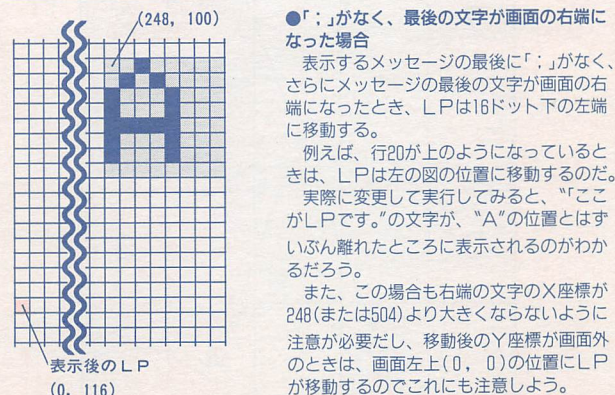 (248, 100)
表示後のLP
(0, 116)
●「；」がなく、最後の文字が画面の右端に
なった場合
表示するメッセージの最後に「；」がなく、
さらにメッセージの最後の文字が画面の右
端になったとき、LPは16ドット下の左端
に移動する。
例えば、行20が上のようになっていると
きは、LPは左の図の位置に移動するのだ。
実際に変更して実行してみると、“「ここ
がLPです。”の文字が、“A”の位置とはず
いぶん離れたところに表示されるのがわか
るだろう。
また、この場合も右端の文字のX座標が
248(または504)より大きくならないように
注意が必要だし、移動後のY座標が画面外
のときは、画面左上(0, 0)の位置にLP
が移動するのでこれにも注意しよう。